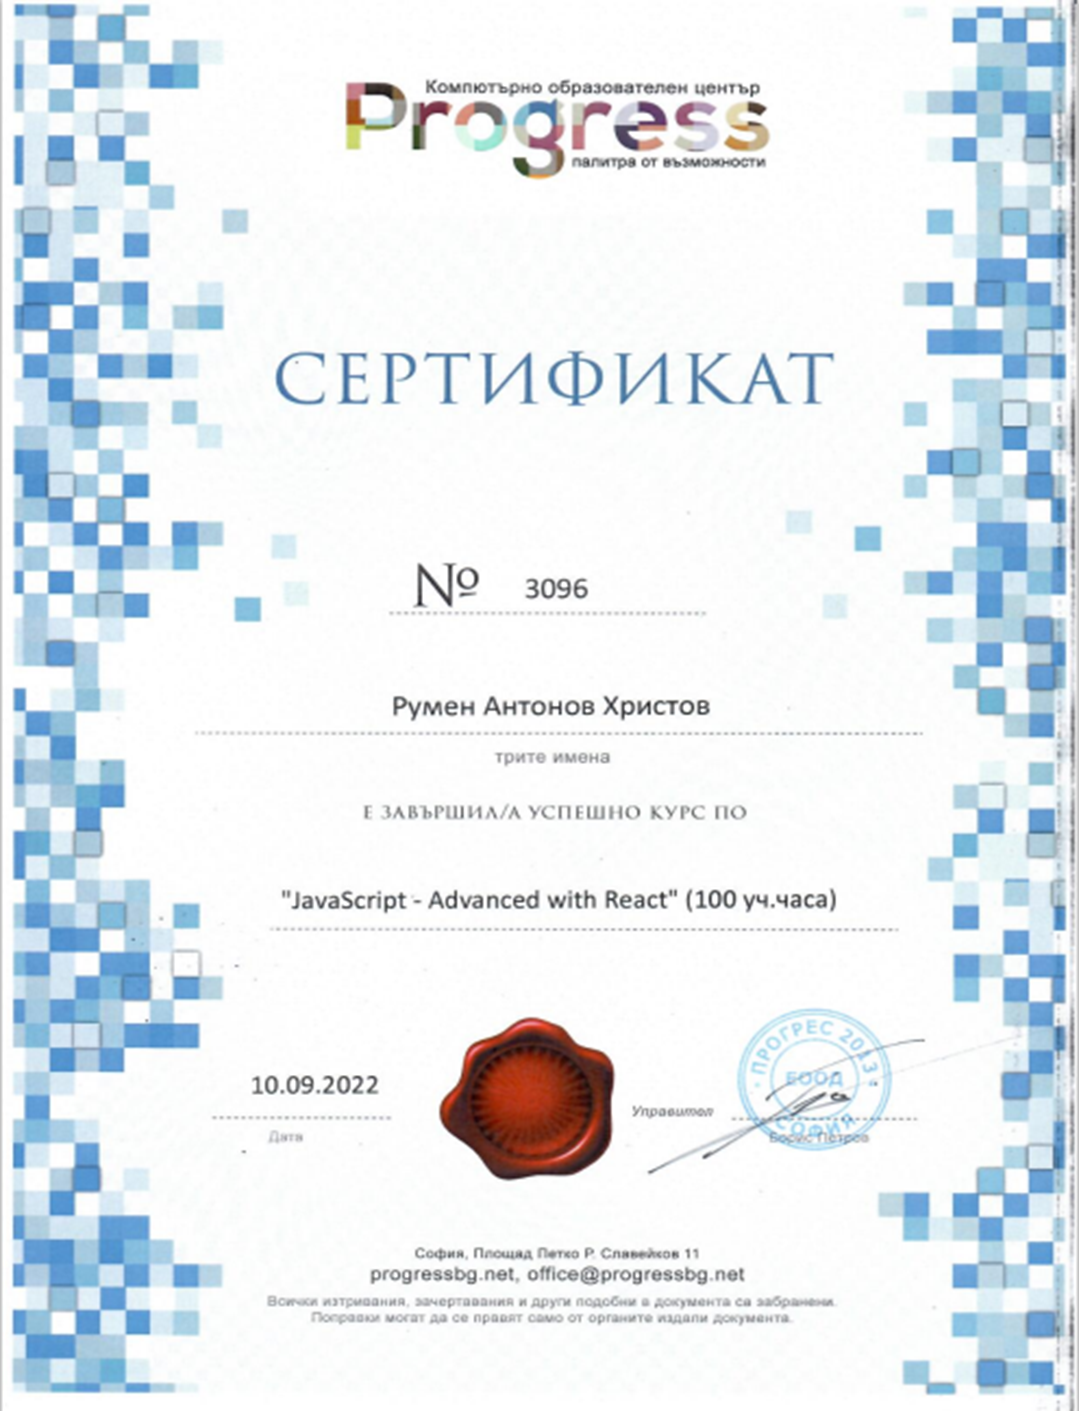 Компютърно образователен център
Progress
палитра от възможности
СЕРТИФИКАТ
№ 3096
Румен Антонов Христов
трите имена
Е ЗАВЪРШИЛ/А УСПЕШНО КУРС ПО
"JavaScript - Advanced with React" (100 уч.часа)
10.09.2022
Дата
Управител
ПРОГРЕС 2013
ЕООД
СОФИЯ
Борис Петров
София, Площад Петко Р. Славейков 11
progressbg.net, office@progressbg.net
Всички изтривания, зачертавания и други подобни в документа са забранени.
Поправки могат да се правят само от органите издали документа.